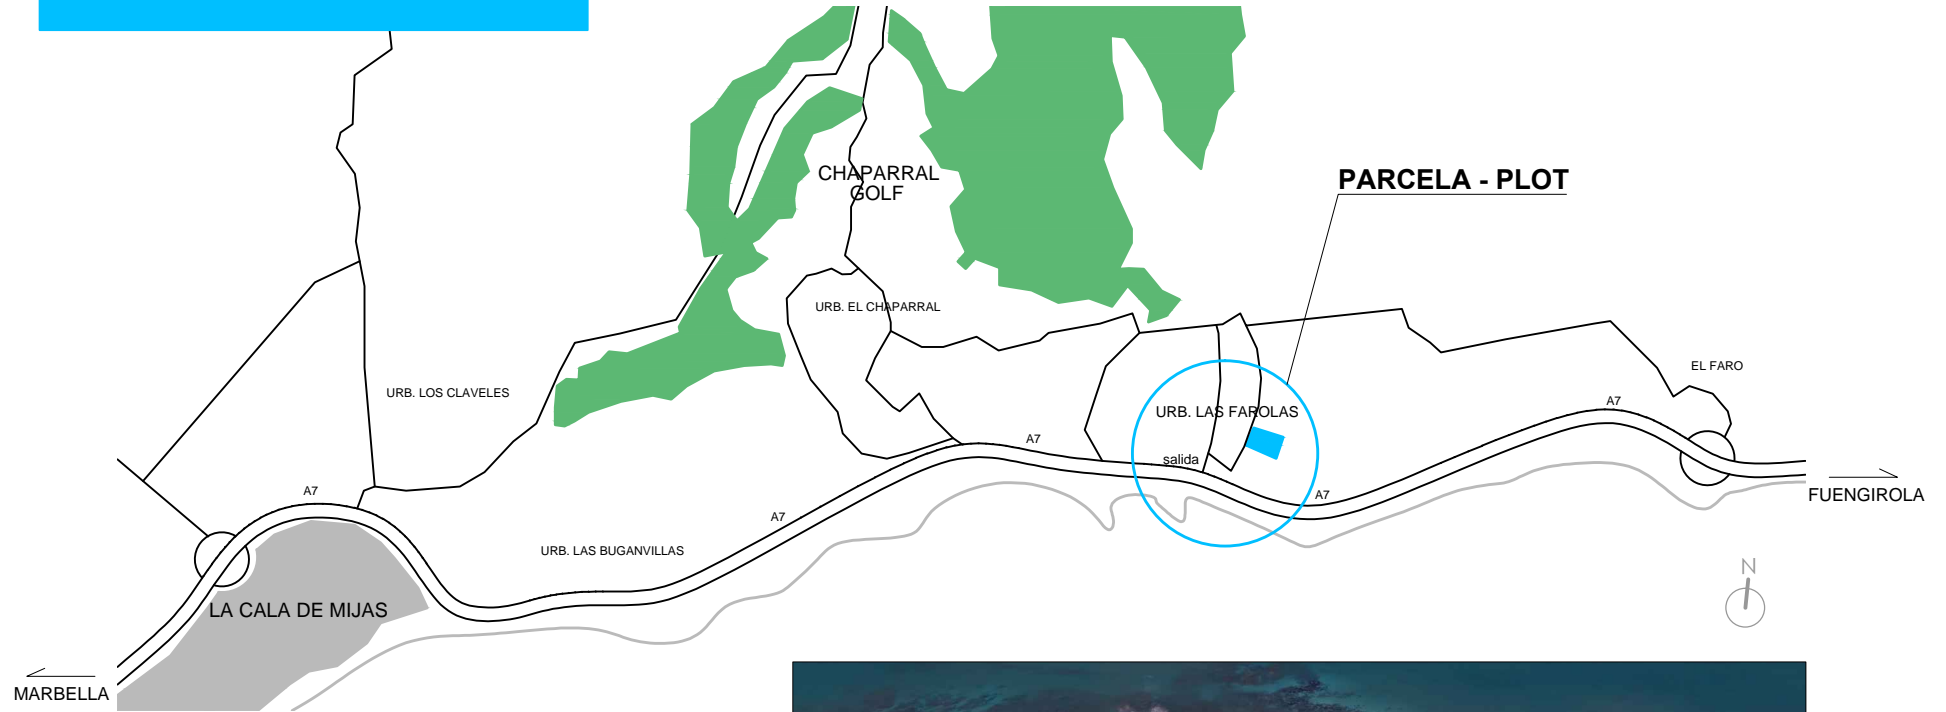 CHAPARRAL
GOLF
PARCELA - PLOT
URB. EL CHAPARRAL
URB. LOS CLAVELES
EL FARO
URB. LAS FAROLAS
A7
A7
salida
A7
A7
A7
FUENGIROLA
URB. LAS BUGANVILLAS
N
LA CALA DE MIJAS
MARBELLA